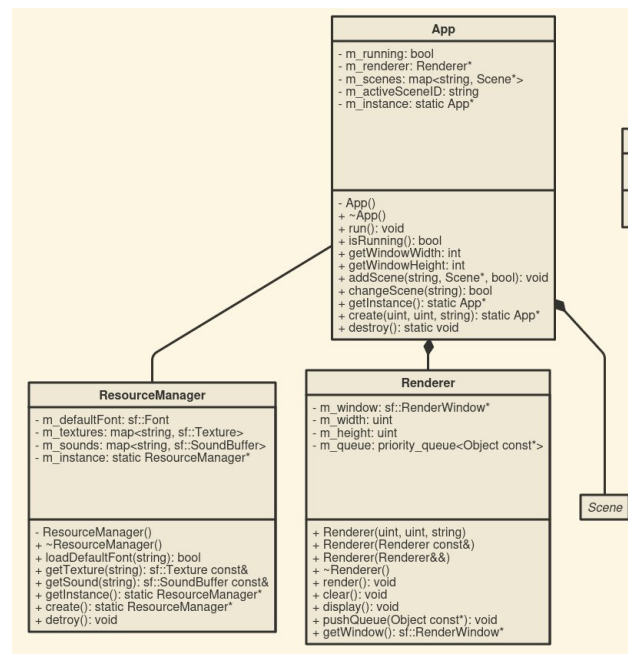 App
- m_running: bool
- m_renderer: Renderer*
- m_scenes: map<string, Scene*>
- m_activeSceneID: string
- m_instance: static App*
- App()
+ ~App()
+ run(): void
+ isRunning(): bool
+ getWindowWidth: int
+ getWindowHeight: int
+ addScene(string, Scene*, bool): void
+ changeScene(string): bool
+ getInstance(): static App*
+ create(uint, uint, string): static App*
+ destroy(): static void
ResourceManager
- m_defaultFont: sf::Font
- m_textures: map<string, sf::Texture>
- m_sounds: map<string, sf::SoundBuffer>
- m_instance: static ResourceManager*
- ResourceManager()
+ ~ResourceManager()
+ loadDefaultFont(string): bool
+ getTexture(string): sf::Texture const&
+ getSound(string): sf::SoundBuffer const&
+ getInstance(): static ResourceManager*
+ create(): static ResourceManager*
+ detroy(): void
Renderer
- m_window: sf::RenderWindow*
- m_width: uint
- m_height: uint
- m_queue: priority_queue<Object const*>
+ Renderer(uint, uint, string)
+ Renderer(Renderer const&)
+ Renderer(Renderer&&)
+ ~Renderer()
+ render(): void
+ clear(): void
+ display(): void
+ pushQueue(Object const*): void
+ getWindow(): sf::RenderWindow*
Scene